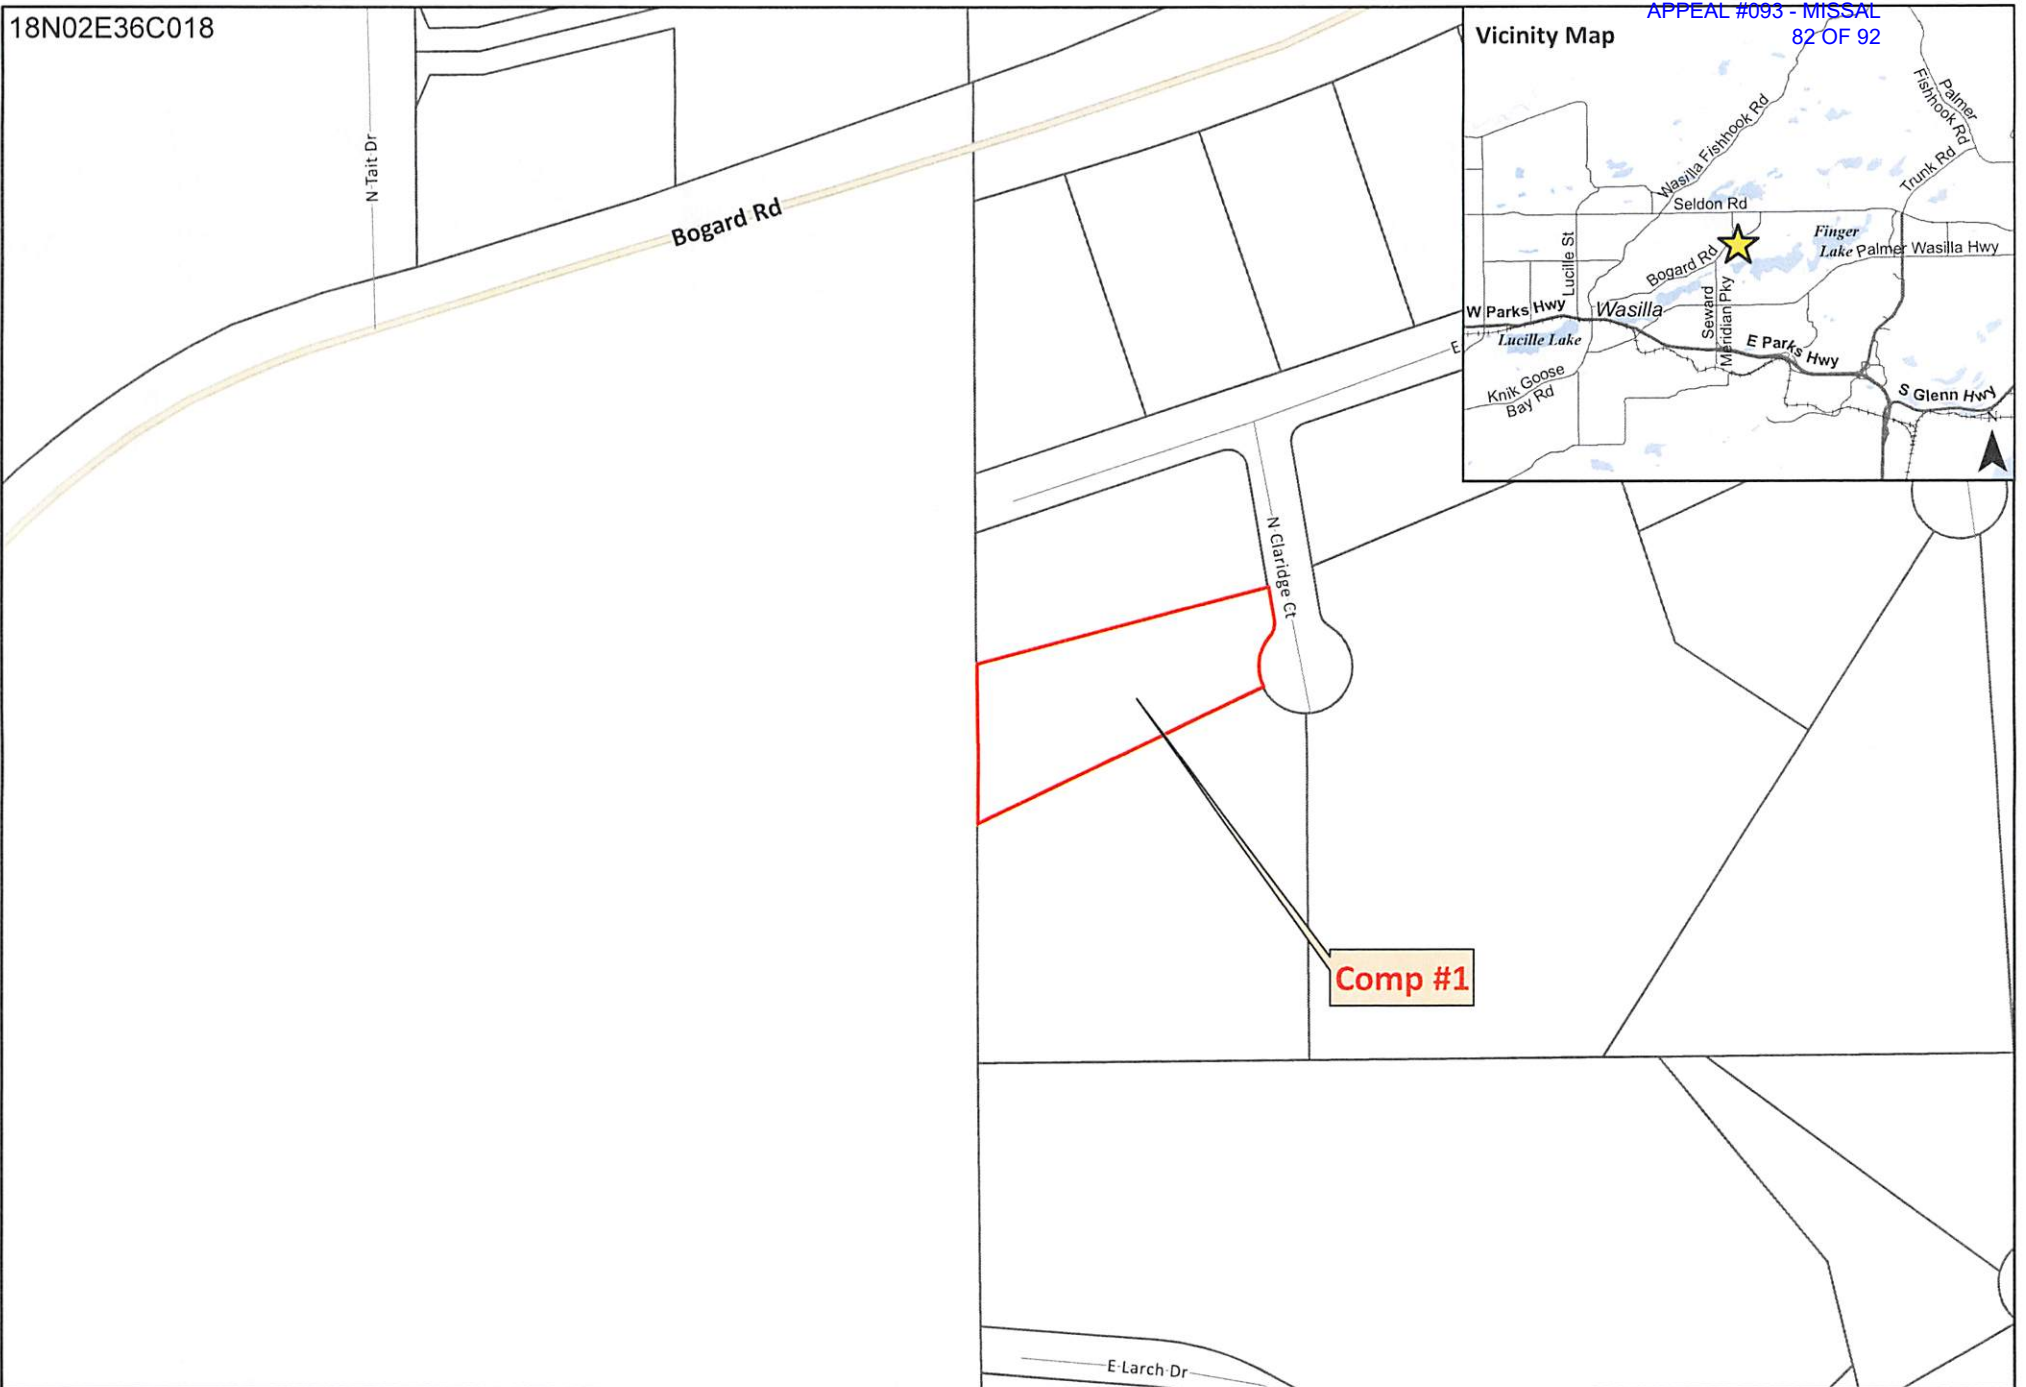 18N02E36C018
APPEAL #093 - MISSAL
82 OF 92
Vicinity Map
Palmer
Fishhook Rd
Wasilla Fishhook Rd
Trunk Rd
Seldon Rd
Finger
Lake
Palmer Wasilla Hwy
Lucille St
Bogard Rd
Seward
Meridian Pky
W Parks Hwy
Wasilla
Lucille Lake
E Parks Hwy
Knik Goose
Bay Rd
S Glenn Hwy
N
N Tait Dr
Bogard Rd
E
N Claridge Ct
Comp #1
E Larch Dr